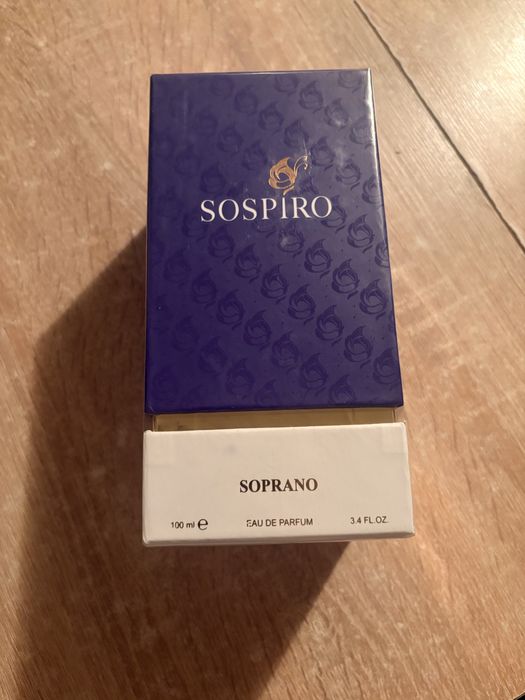 SOSPIRO
SOPRANO
100 ml ℮ EAU DE PARFUM 3.4 FL.OZ.